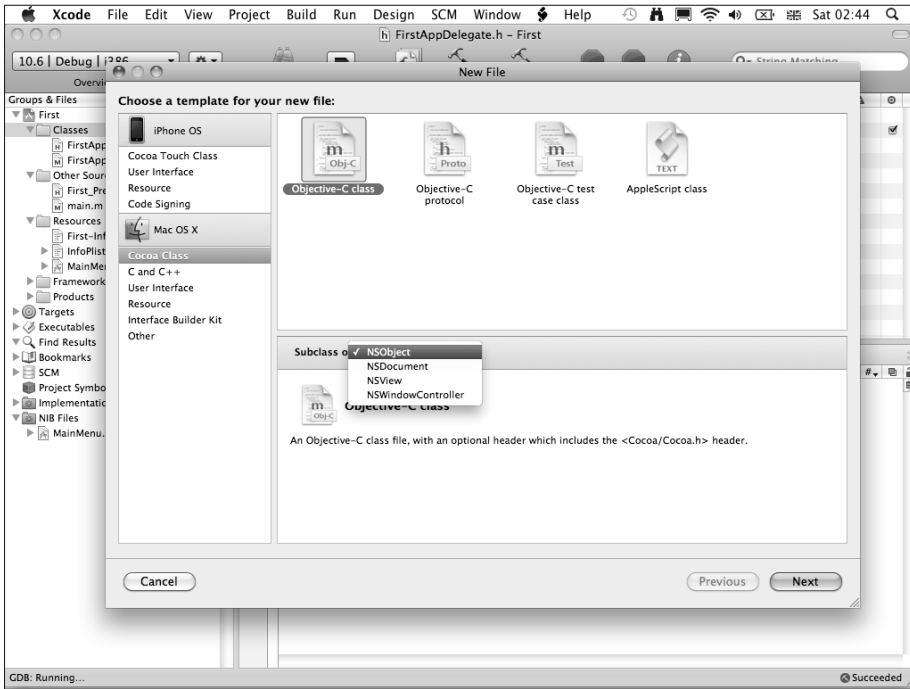 Xcode File Edit View Project Build Run Design SCM Window Help Sat 02:44
FirstAppDelegate.h – First
10.6 | Debug | i386
String Matching
Overvi
New File
Groups & Files
First
Classes
FirstApp
FirstApp
Other Sour
First_Pre
main.m
Resources
First-Inf
InfoPlist
MainMe
Framework
Products
Targets
Executables
Find Results
Bookmarks
SCM
Project Symbo
Implementatic
NIB Files
MainMenu.
Choose a template for your new file:
iPhone OS
Cocoa Touch Class
User Interface
Resource
Code Signing
Mac OS X
Cocoa Class
C and C++
User Interface
Resource
Interface Builder Kit
Other
m h m
Obj-C Proto Test TEXT
Objective-C class Objective-C protocol Objective-C test case class AppleScript class
Subclass o ✓ NSObject
NSDocument
NSView
NSWindowController
m
Obj-C
Objective-C class
An Objective-C class file, with an optional header which includes the <Cocoa/Cocoa.h> header.
Cancel Previous Next
GDB: Running... Succeeded